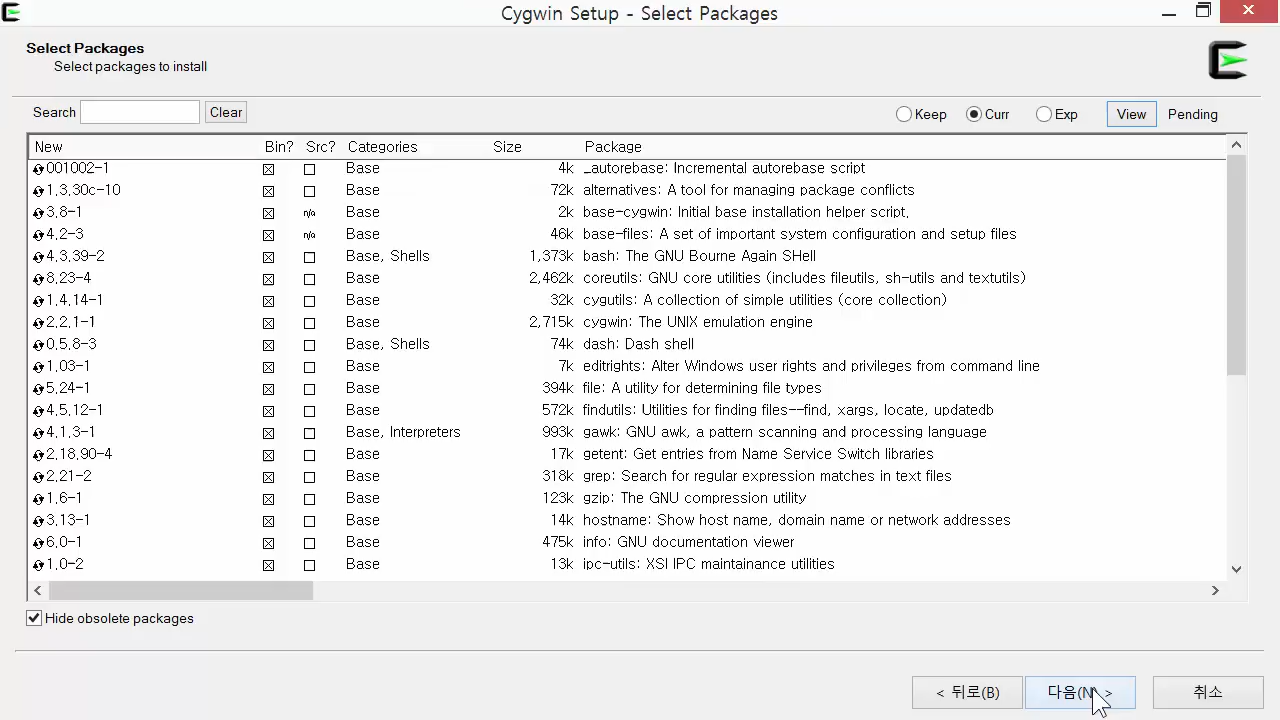 Cygwin Setup - Select Packages
Select Packages
Select packages to install
Search Clear Keep Curr Exp View Pending
New Bin? Src? Categories Size Package
001002-1 Base 4k _autorebase: Incremental autorebase script
1.3.30c-10 Base 72k alternatives: A tool for managing package conflicts
3.8-1 n/a Base 2k base-cygwin: Initial base installation helper script.
4.2-3 n/a Base 46k base-files: A set of important system configuration and setup files
4.3.39-2 Base, Shells 1,373k bash: The GNU Bourne Again SHell
8.23-4 Base 2,462k coreutils: GNU core utilities (includes fileutils, sh-utils and textutils)
1.4.14-1 Base 32k cygutils: A collection of simple utilities (core collection)
2.2.1-1 Base 2,715k cygwin: The UNIX emulation engine
0.5.8-3 Base, Shells 74k dash: Dash shell
1.03-1 Base 7k editrights: Alter Windows user rights and privileges from command line
5.24-1 Base 394k file: A utility for determining file types
4.5.12-1 Base 572k findutils: Utilities for finding files--find, xargs, locate, updatedb
4.1.3-1 Base, Interpreters 993k gawk: GNU awk, a pattern scanning and processing language
2.18.90-4 Base 17k getent: Get entries from Name Service Switch libraries
2.21-2 Base 318k grep: Search for regular expression matches in text files
1.6-1 Base 123k gzip: The GNU compression utility
3.13-1 Base 14k hostname: Show host name, domain name or network addresses
6.0-1 Base 475k info: GNU documentation viewer
1.0-2 Base 13k ipc-utils: XSI IPC maintainance utilities
Hide obsolete packages
< 뒤로(B) 다음(N) > 취소